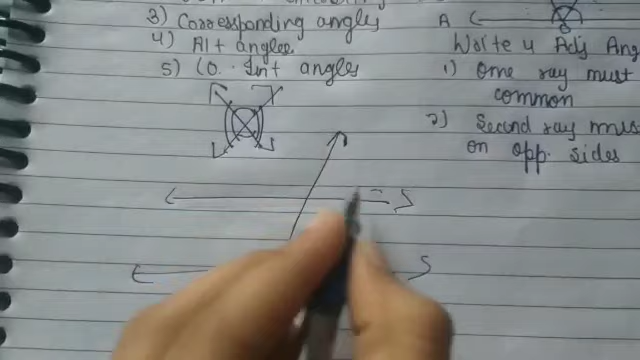 3) Corresponding angles
4) Alt angles
5) Co. Int angles
A
O
Write 4 Adj Ang
1) One ray must
common
2) Second ray mus
on opp. sides